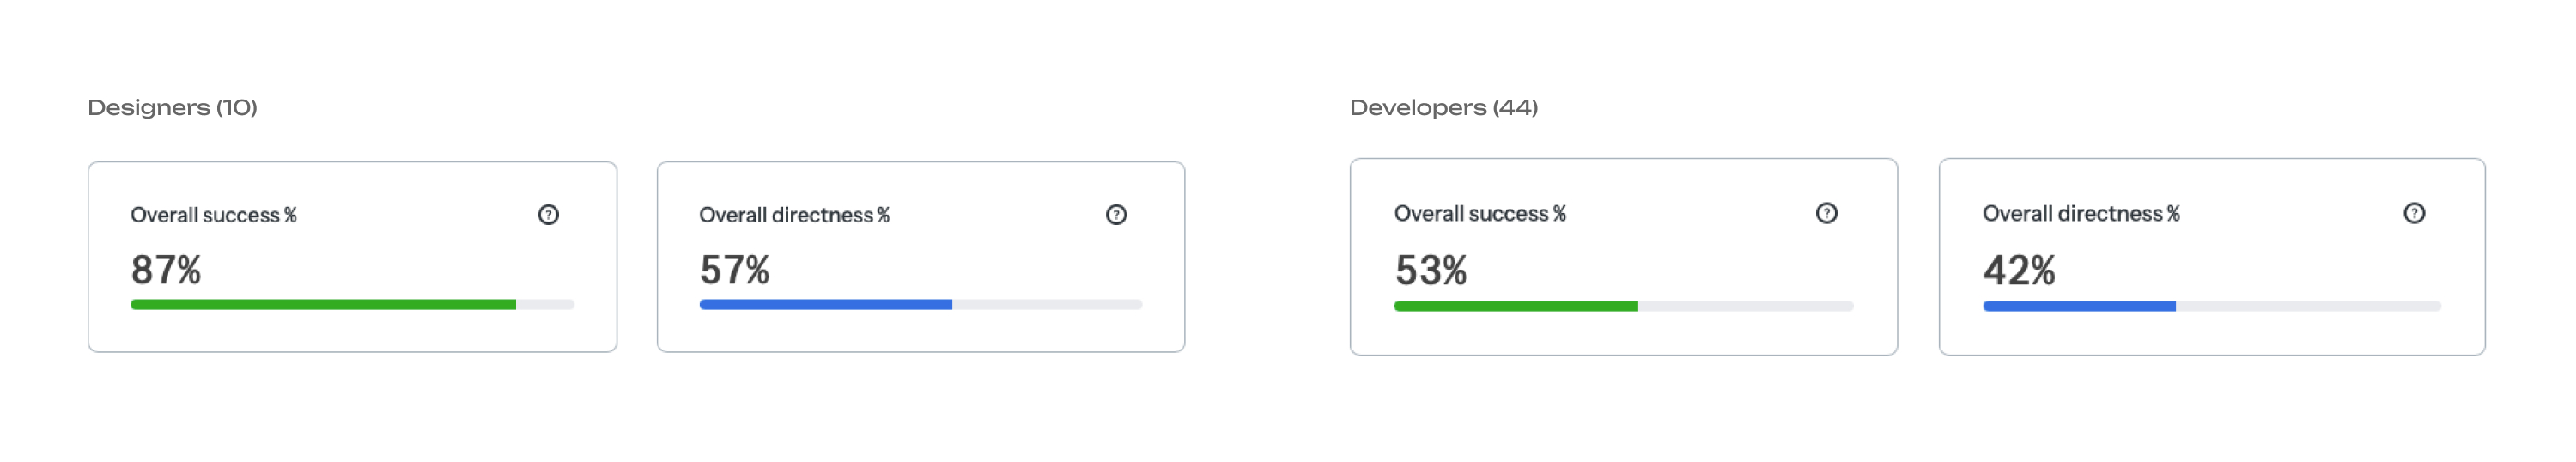 Designers (10)
Overall success %
?
87%
Overall directness %
?
57%
Developers (44)
Overall success %
?
53%
Overall directness %
?
42%